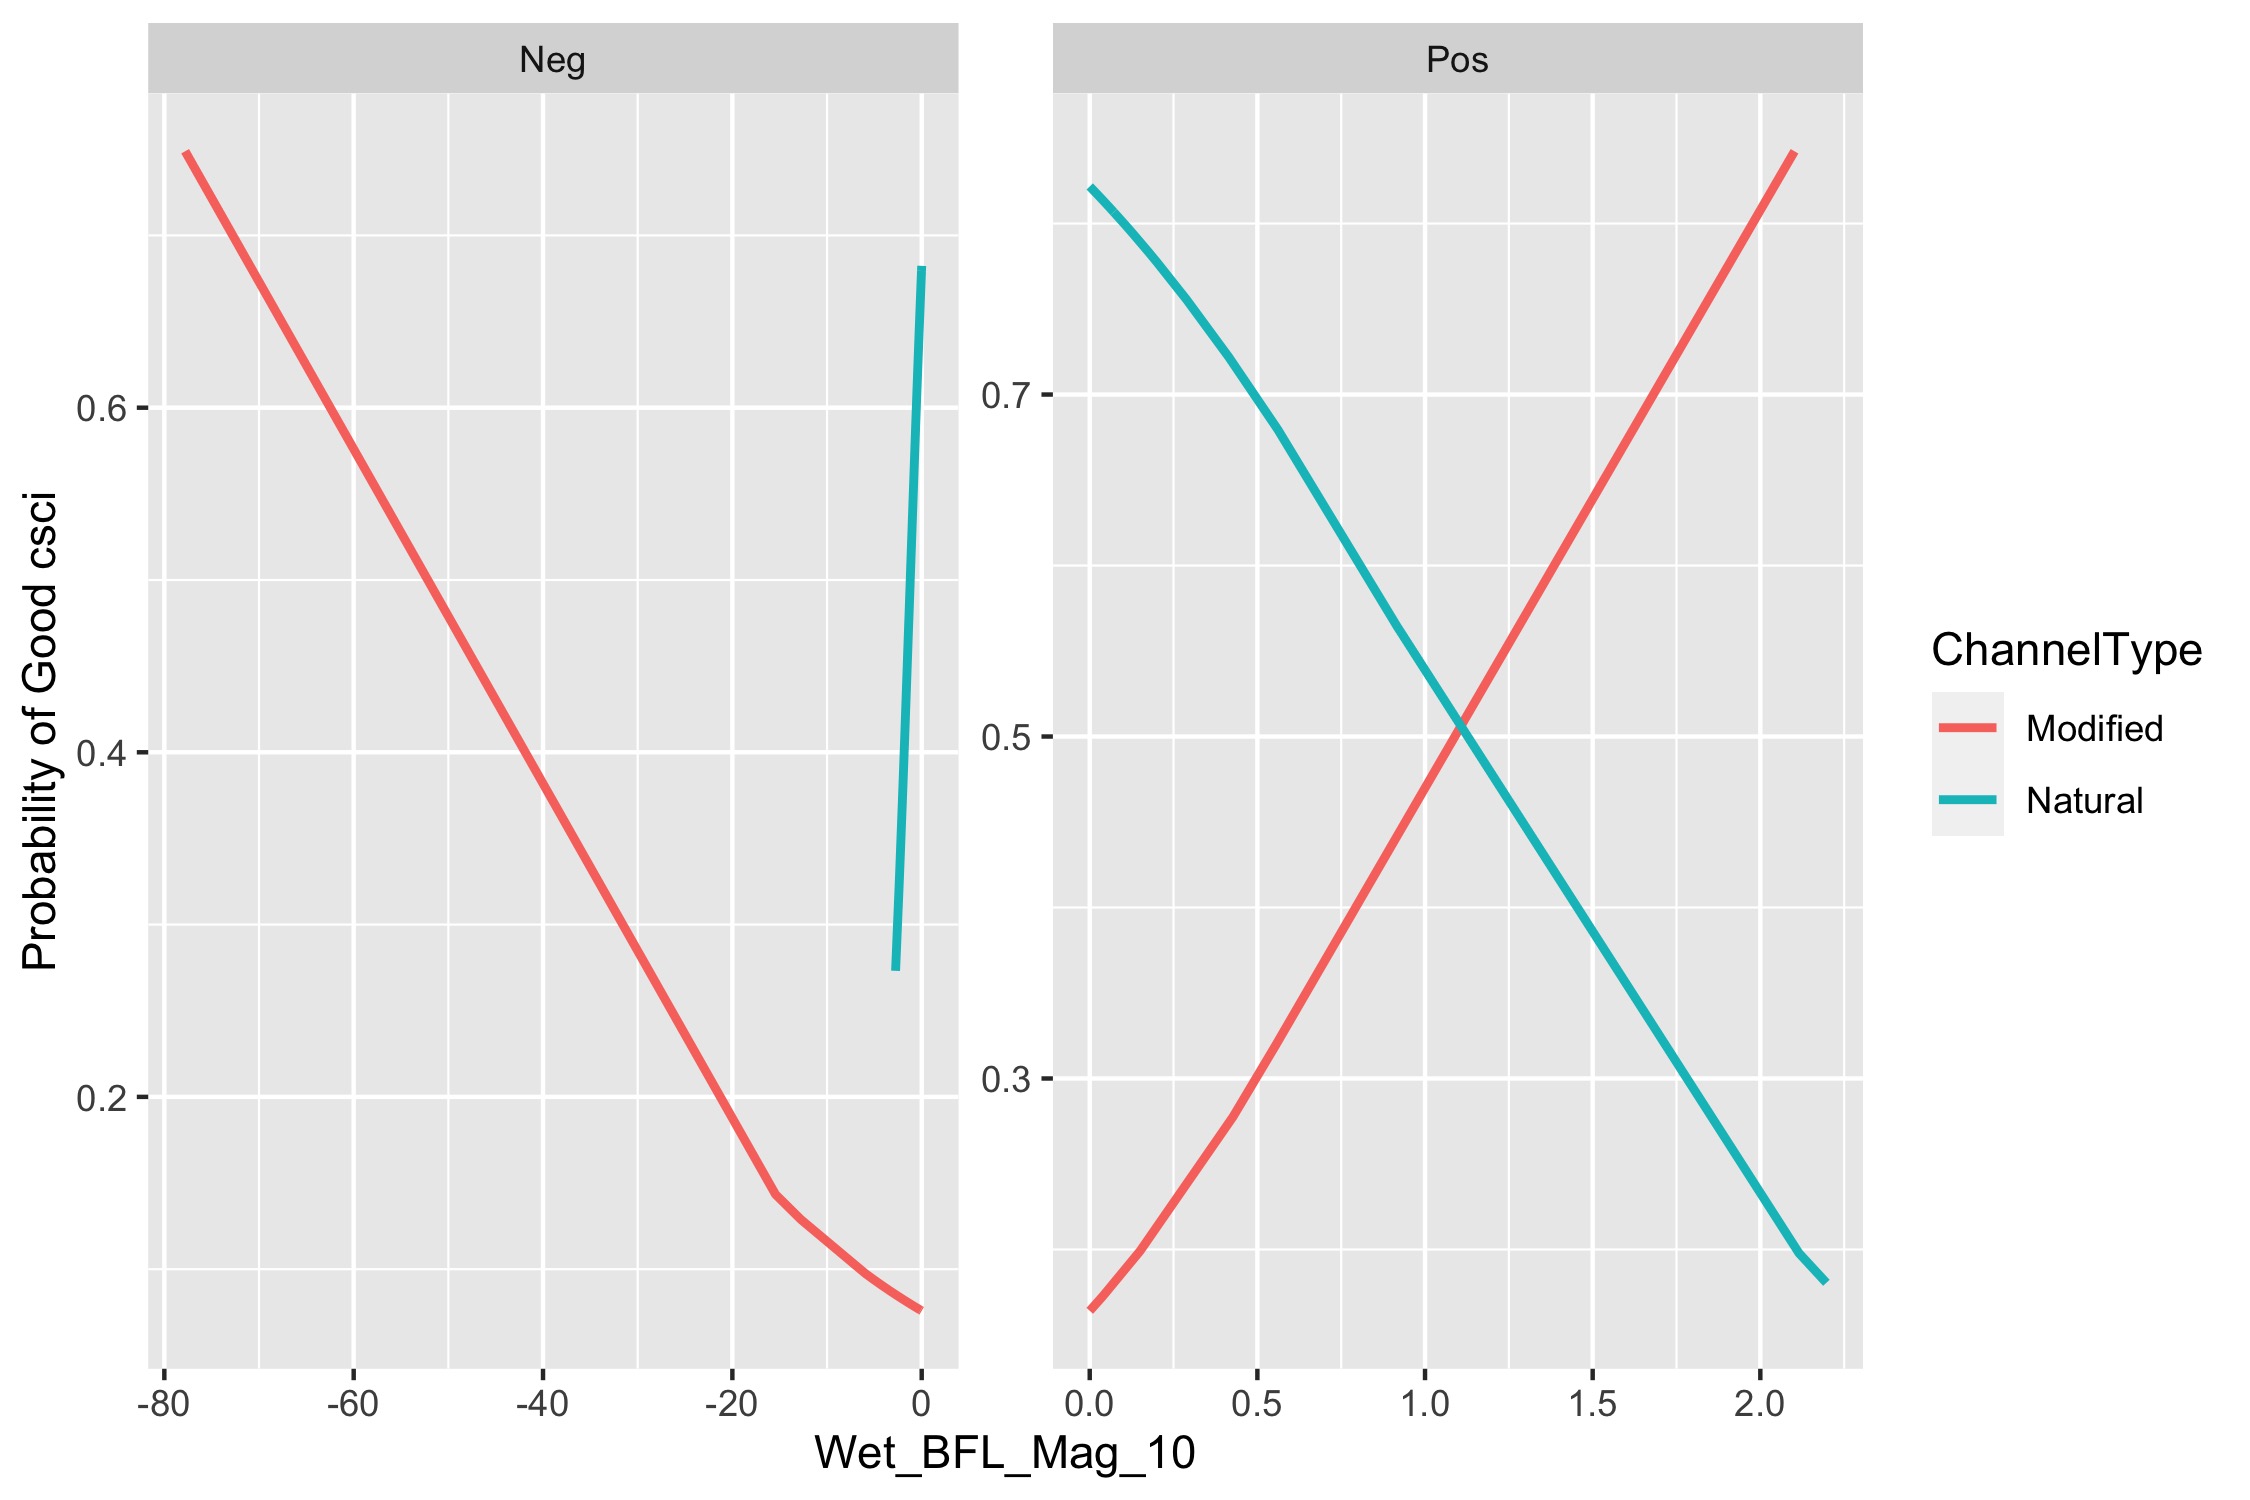 Neg
Pos
Probability of Good csci
0.6
0.4
0.2
0.7
0.5
0.3
-80 -60 -40 -20 0
0.0 0.5 1.0 1.5 2.0
Wet_BFL_Mag_10
ChannelType
Modified
Natural